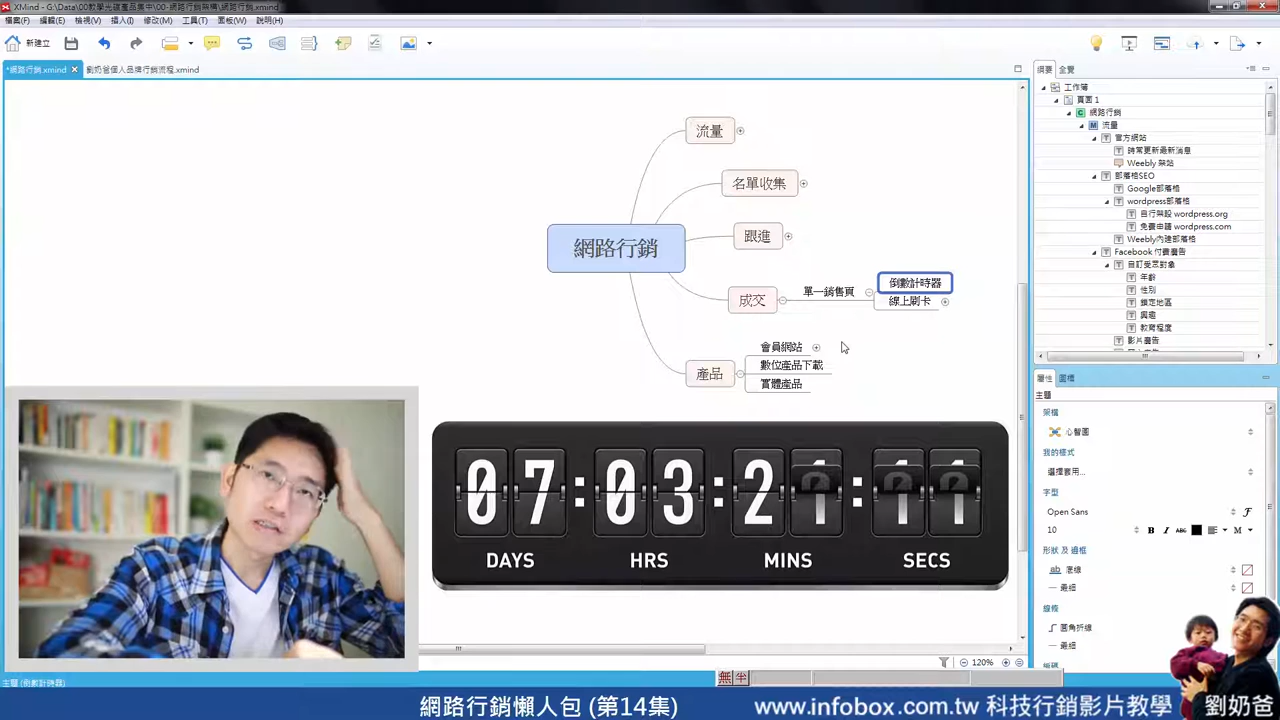 XMind - G:\Data\00教學光碟產品集中\00-網路行銷架構\網路行銷.xmind
檔案(F) 編輯(E) 檢視(V) 插入(I) 修改(M) 工具(T) 面板(W) 說明(H)
新建立
*網路行銷.xmind 劉奶爸個人品牌行銷流程.xmind
流量
名單收集
跟進
網路行銷
成交
單一銷售頁
倒數計時器
線上刷卡
產品
會員網站
數位產品下載
實體產品
綱要 全覽
工作簿
頁面 1
網路行銷
流量
官方網站
時常更新最新消息
Weebly 架站
部落格SEO
Google部落格
wordpress部落格
自行架設 wordpress.org
免費申請 wordpress.com
Weebly內建部落格
Facebook 付費廣告
自訂受眾對象
年齡
性別
鎖定地區
興趣
教育程度
影片廣告
屬性 圖標
主題
架構
心智圖
我的樣式
選擇套用...
字型
Open Sans
10
形狀 及 邊框
底線
最細
線條
圓角折線
最細
編碼
DAYS HRS MINS SECS
120%
主題 (倒數計時器)
無 半
網路行銷懶人包 (第14集) www.infobox.com.tw 科技行銷影片教學 劉奶爸